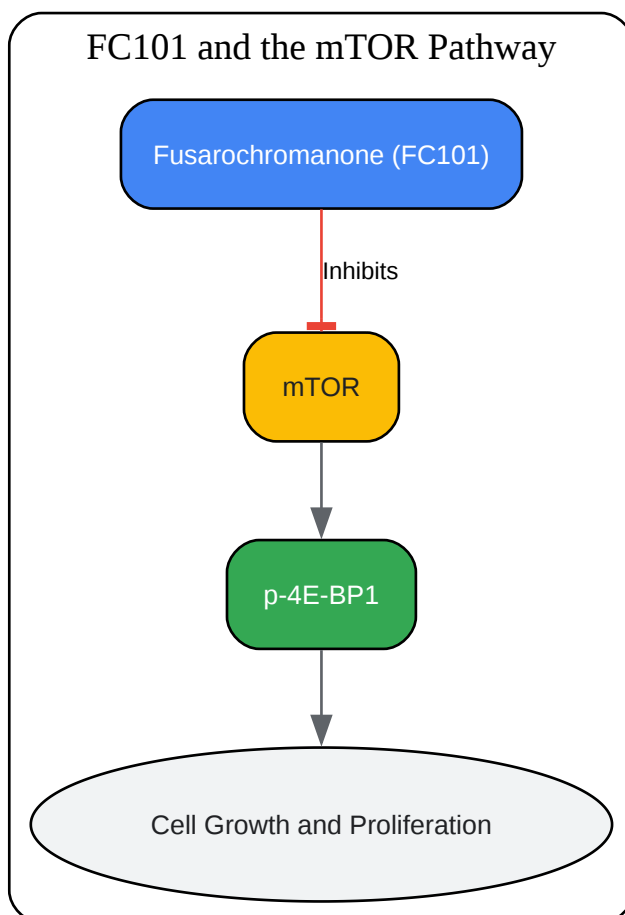 FC101 and the mTOR Pathway
Fusarochromanone (FC101)
Inhibits
mTOR
p-4E-BP1
Cell Growth and Proliferation